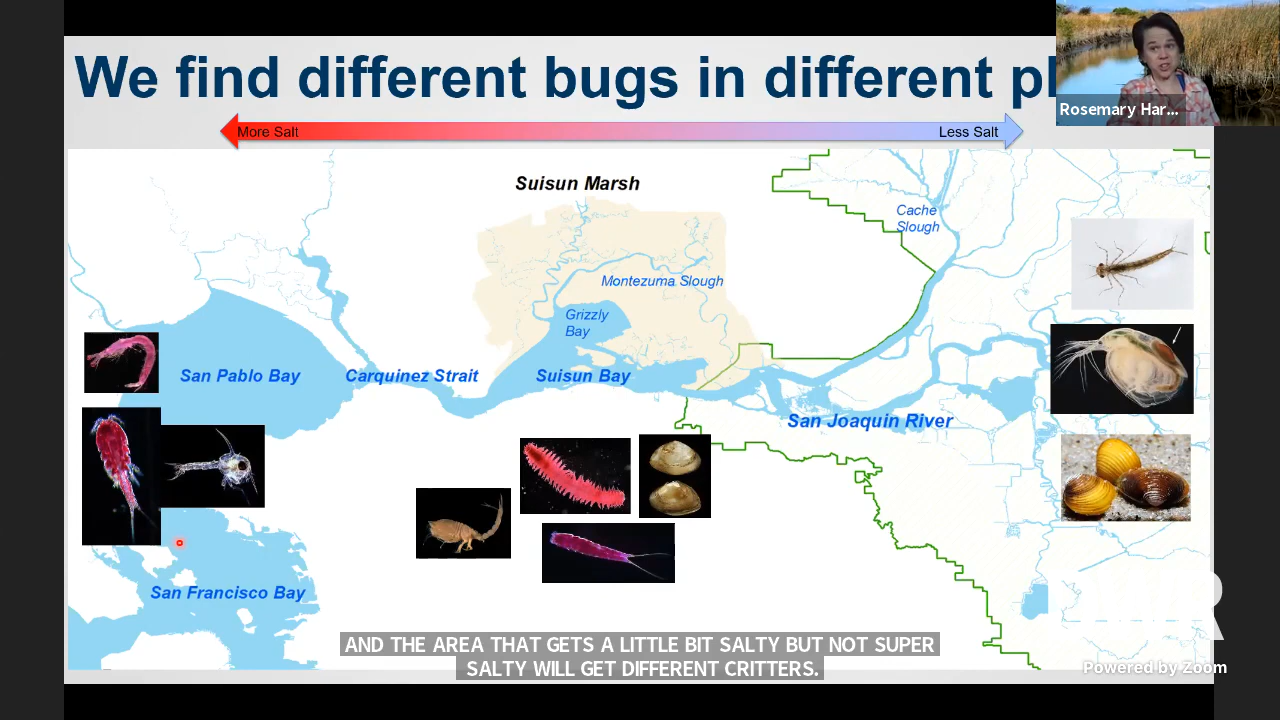 We find different bugs in different pl
Rosemary Har...
More Salt
Less Salt
Suisun Marsh
Cache
Slough
Montezuma Slough
Grizzly
Bay
San Pablo Bay
Carquinez Strait
Suisun Bay
San Joaquin River
San Francisco Bay
AND THE AREA THAT GETS A LITTLE BIT SALTY BUT NOT SUPER
SALTY WILL GET DIFFERENT CRITTERS.
Powered by Zoom